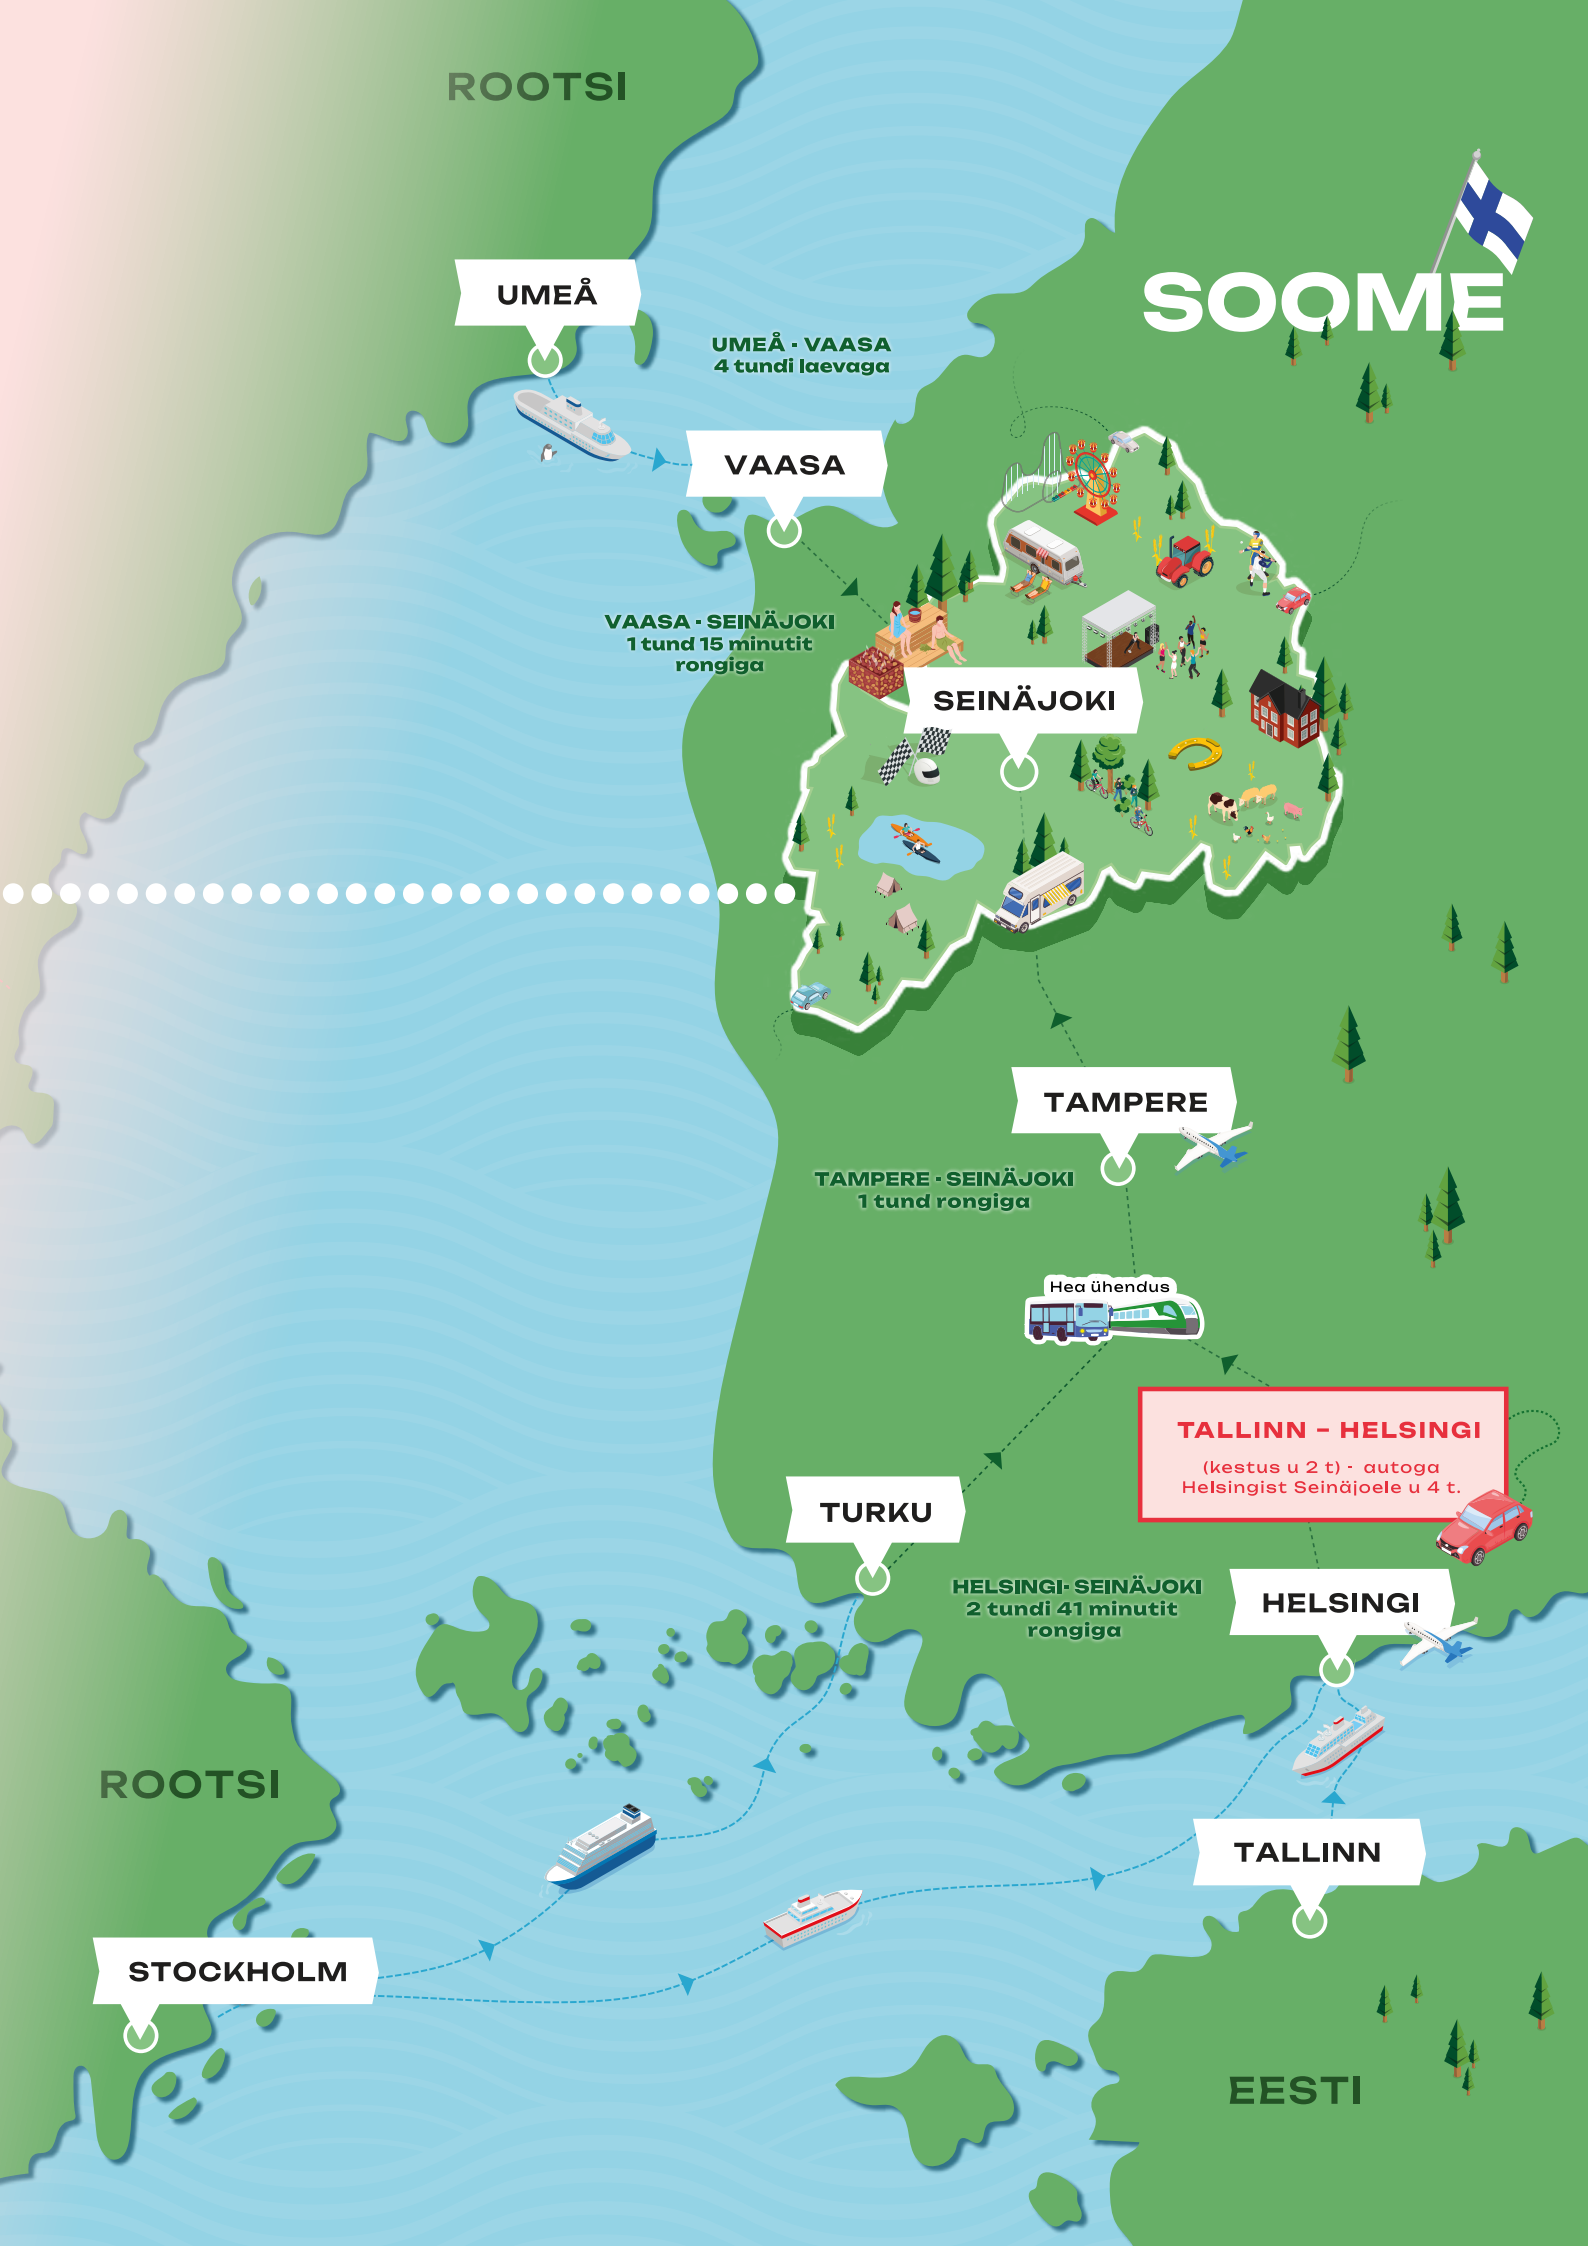 ROOTSI
SOOME
UMEÅ
UMEÅ - VAASA
4 tundi laevaga
VAASA
VAASA - SEINÄJOKI
1 tund 15 minutit
rongiga
SEINÄJOKI
TAMPERE
TAMPERE - SEINÄJOKI
1 tund rongiga
Hea ühendus
TALLINN – HELSINGI
(kestus u 2 t) - autoga
Helsingist Seinäjoele u 4 t.
TURKU
HELSINGI- SEINÄJOKI
2 tundi 41 minutit
rongiga
HELSINGI
ROOTSI
TALLINN
STOCKHOLM
EESTI